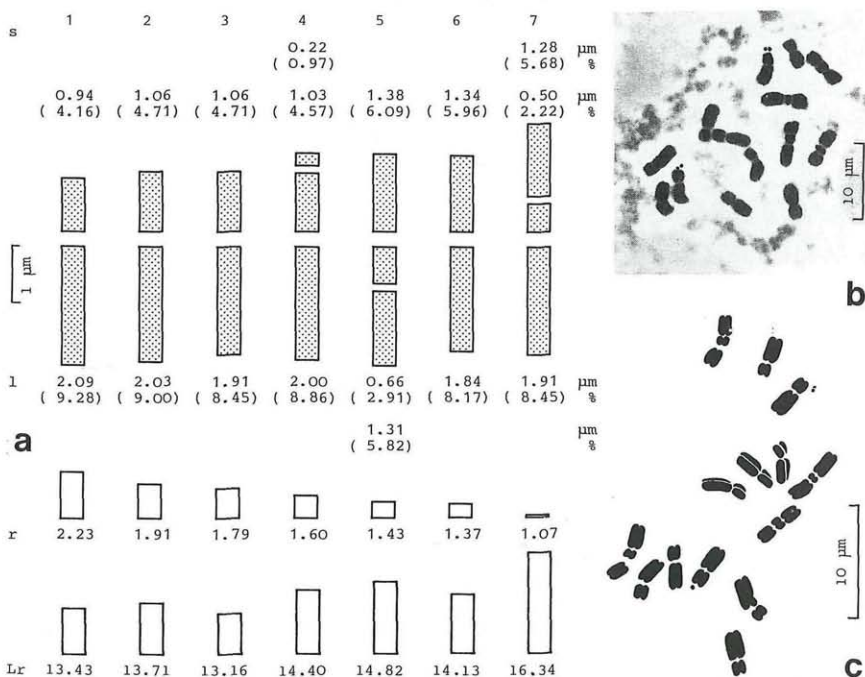 1 2 3 4 5 6 7
s 0.22 1.28 µm
( 0.97) ( 5.68) %
0.94 1.06 1.06 1.03 1.38 1.34 0.50 µm
( 4.16) ( 4.71) ( 4.71) ( 4.57) ( 6.09) ( 5.96) ( 2.22) %
1 µm
l 2.09 2.03 1.91 2.00 0.66 1.84 1.91 µm
( 9.28) ( 9.00) ( 8.45) ( 8.86) ( 2.91) ( 8.17) ( 8.45) %
1.31 µm
( 5.82) %
a
r 2.23 1.91 1.79 1.60 1.43 1.37 1.07
Lr 13.43 13.71 13.16 14.40 14.82 14.13 16.34
10 µm
b
10 µm
c